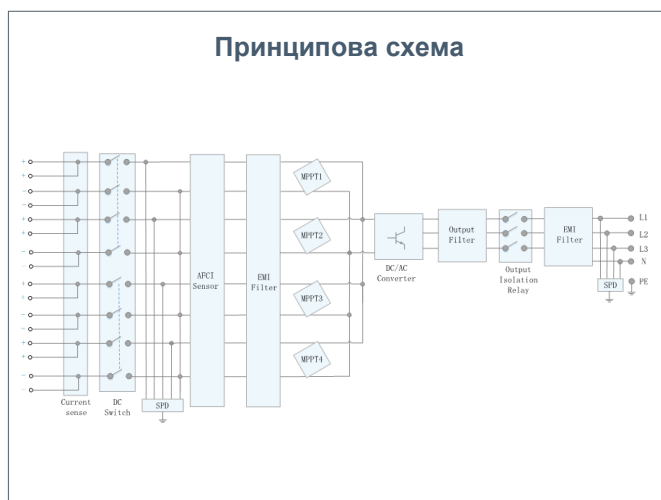 Принципова схема
+
+
-
-
+
+
-
-
+
+
-
-
+
+
-
-
Current
sense
DC
Switch
SPD
AFCI
Sensor
EMI
Filter
MPPT1
MPPT2
MPPT3
MPPT4
DC/AC
Converter
Output
Filter
Output
Isolation
Relay
EMI
Filter
L1
L2
L3
N
PE
SPD